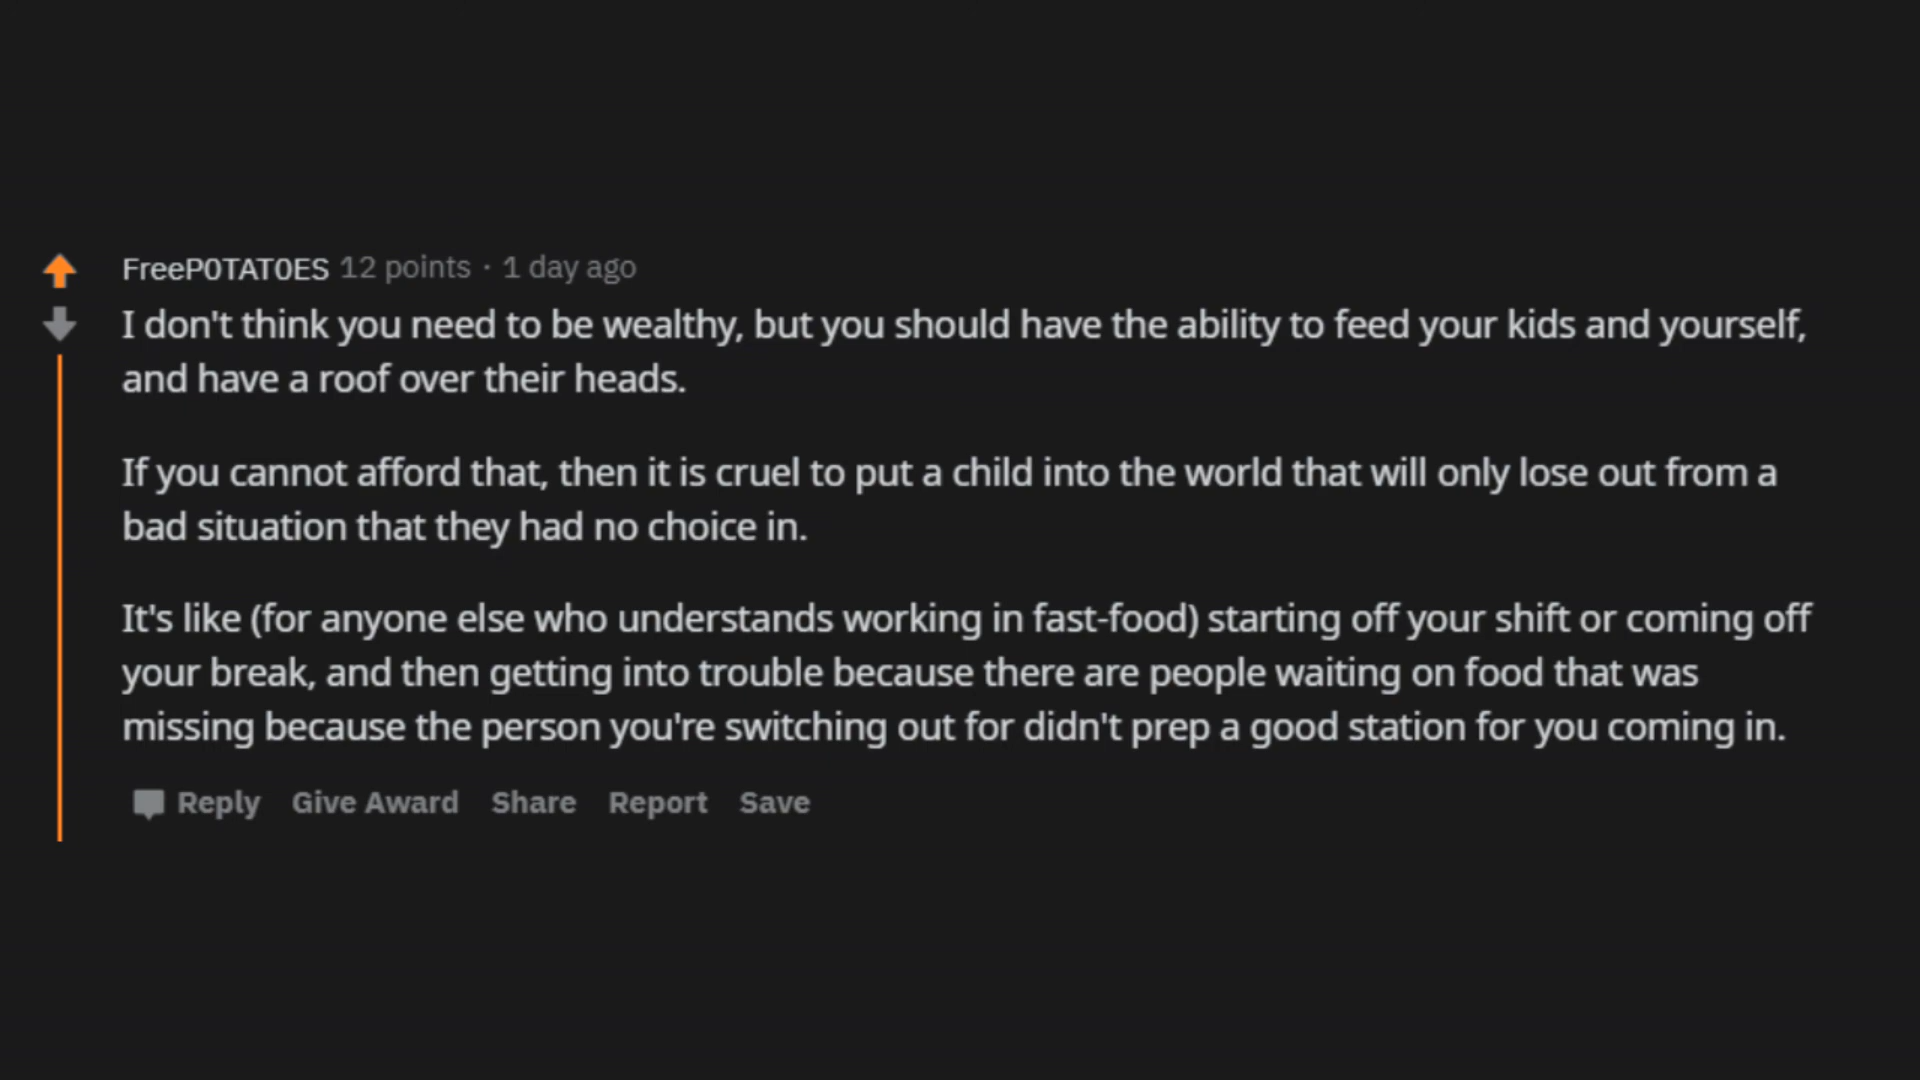 FreeP0TAT0ES 12 points · 1 day ago
I don't think you need to be wealthy, but you should have the ability to feed your kids and yourself,
and have a roof over their heads.
If you cannot afford that, then it is cruel to put a child into the world that will only lose out from a
bad situation that they had no choice in.
It's like (for anyone else who understands working in fast-food) starting off your shift or coming off
your break, and then getting into trouble because there are people waiting on food that was
missing because the person you're switching out for didn't prep a good station for you coming in.
Reply Give Award Share Report Save